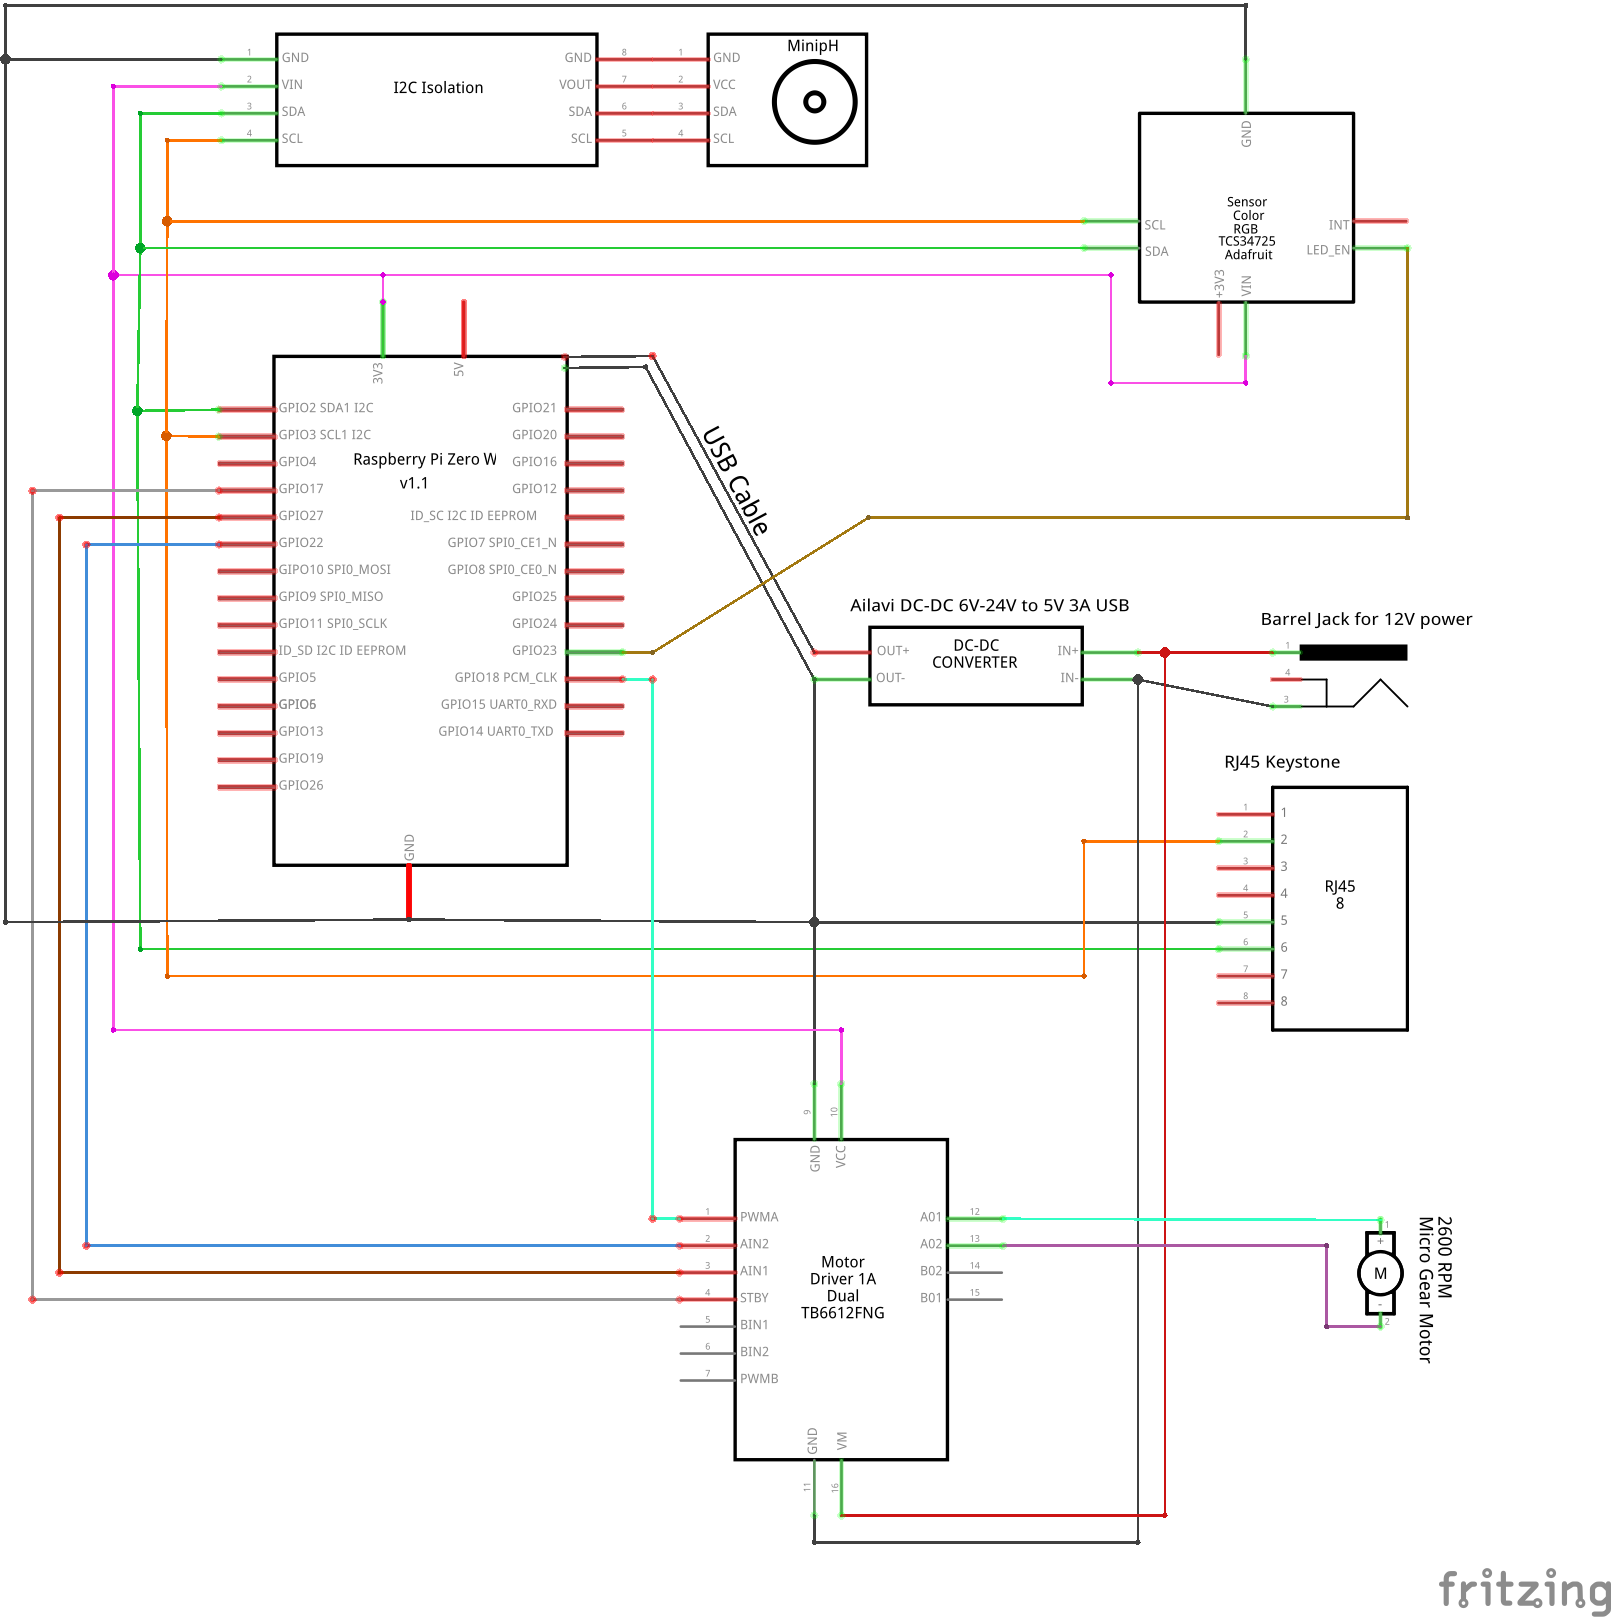 1 GND
2 VIN
3 SDA
4 SCL
I2C Isolation
GND 8
VOUT 7
SDA 6
SCL 5
1 GND
2 VCC
3 SDA
4 SCL
MinipH
GND
Sensor
Color
RGB
TCS34725
Adafruit
SCL
SDA
INT
LED_EN
+3V3
VIN
3V3
5V
GPIO2 SDA1 I2C
GPIO3 SCL1 I2C
GPIO4
GPIO17
GPIO27
GPIO22
GIPO10 SPI0_MOSI
GPIO9 SPI0_MISO
GPIO11 SPI0_SCLK
ID_SD I2C ID EEPROM
GPIO5
GPIO6
GPIO13
GPIO19
GPIO26
Raspberry Pi Zero W
v1.1
GPIO21
GPIO20
GPIO16
GPIO12
ID_SC I2C ID EEPROM
GPIO7 SPI0_CE1_N
GPIO8 SPI0_CE0_N
GPIO25
GPIO24
GPIO23
GPIO18 PCM_CLK
GPIO15 UART0_RXD
GPIO14 UART0_TXD
GND
USB Cable
Ailavi DC-DC 6V-24V to 5V 3A USB
OUT+
OUT-
DC-DC
CONVERTER
IN+
IN-
Barrel Jack for 12V power
1
4
3
RJ45 Keystone
1 1
2 2
3 3
4 4
5 5
6 6
7 7
8 8
RJ45
8
9 GND
10 VCC
1 PWMA
2 AIN2
3 AIN1
4 STBY
5 BIN1
6 BIN2
7 PWMB
Motor
Driver 1A
Dual
TB6612FNG
A01 12
A02 13
B02 14
B01 15
GND 11
VM 16
1
+
M
-
2
2600 RPM
Micro Gear Motor
fritzing